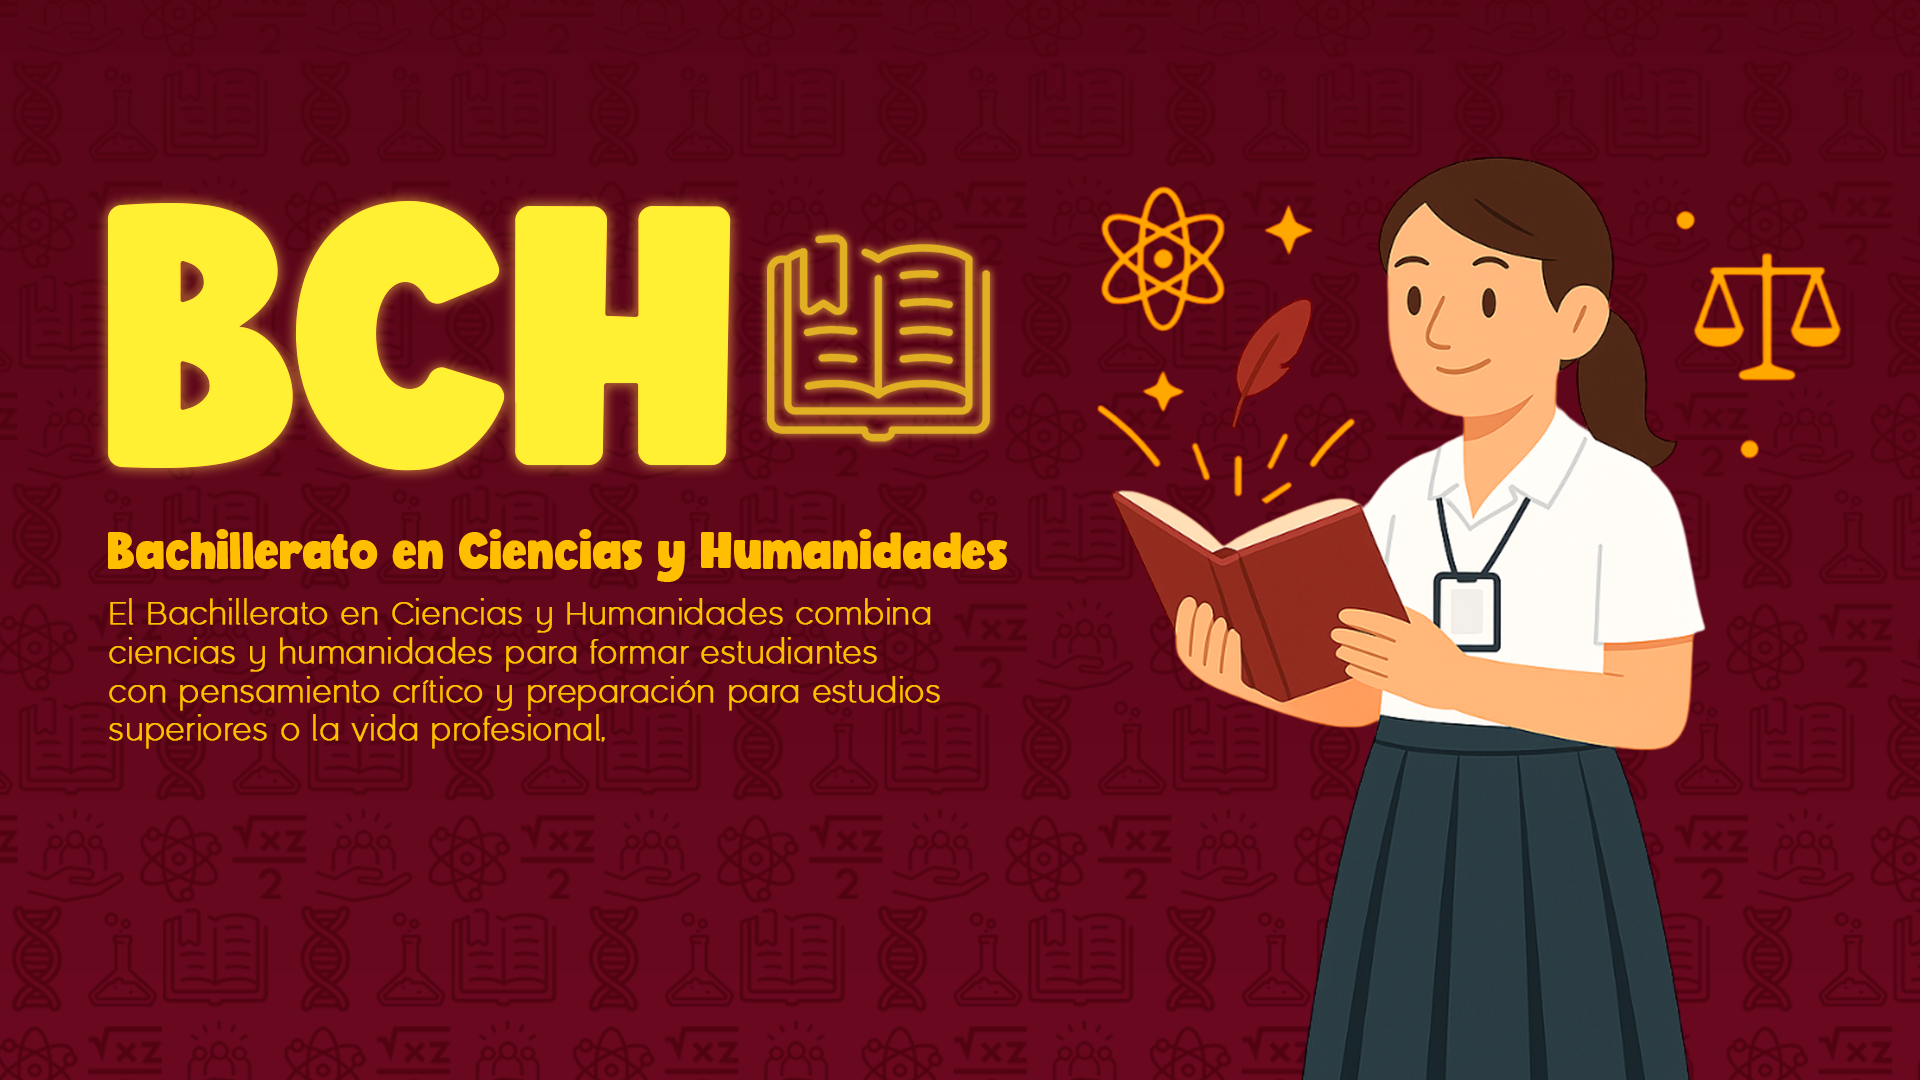 BCH
Bachillerato en Ciencias y Humanidades
El Bachillerato en Ciencias y Humanidades combina
ciencias y humanidades para formar estudiantes
con pensamiento crítico y preparación para estudios
superiores o la vida profesional.